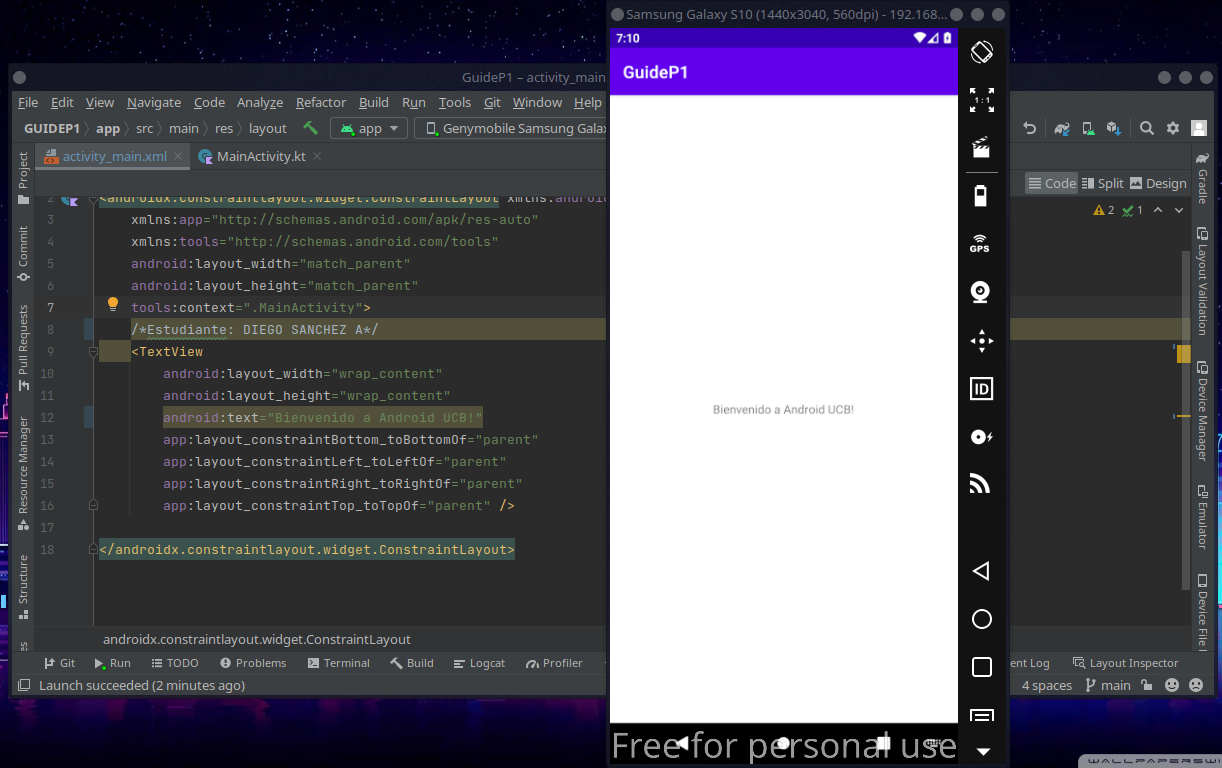 Samsung Galaxy S10 (1440x3040, 560dpi) - 192.168...
7:10
GuideP1
GuideP1 – activity_main
File Edit View Navigate Code Analyze Refactor Build Run Tools Git Window Help
GUIDEP1 app src main res layout
app
Genymobile Samsung Gala
activity_main.xml
MainActivity.kt
Code Split Design
2 1
2 <androidx.constraintlayout.widget.ConstraintLayout xmlns:android
3 xmlns:app="http://schemas.android.com/apk/res-auto"
4 xmlns:tools="http://schemas.android.com/tools"
5 android:layout_width="match_parent"
6 android:layout_height="match_parent"
7 tools:context=".MainActivity">
8 /*Estudiante: DIEGO SANCHEZ A*/
9 <TextView
10 android:layout_width="wrap_content"
11 android:layout_height="wrap_content"
12 android:text="Bienvenido a Android UCB!"
13 app:layout_constraintBottom_toBottomOf="parent"
14 app:layout_constraintLeft_toLeftOf="parent"
15 app:layout_constraintRight_toRightOf="parent"
16 app:layout_constraintTop_toTopOf="parent" />
17
18 </androidx.constraintlayout.widget.ConstraintLayout>
androidx.constraintlayout.widget.ConstraintLayout
Project
Commit
Pull Requests
Resource Manager
Structure
Bienvenido a Android UCB!
1:1
GPS
ID
Gradle
Layout Validation
Device Manager
Emulator
Device File
Git Run TODO Problems Terminal Build Logcat Profiler
ent Log Layout Inspector
Launch succeeded (2 minutes ago)
4 spaces main
Free for personal use